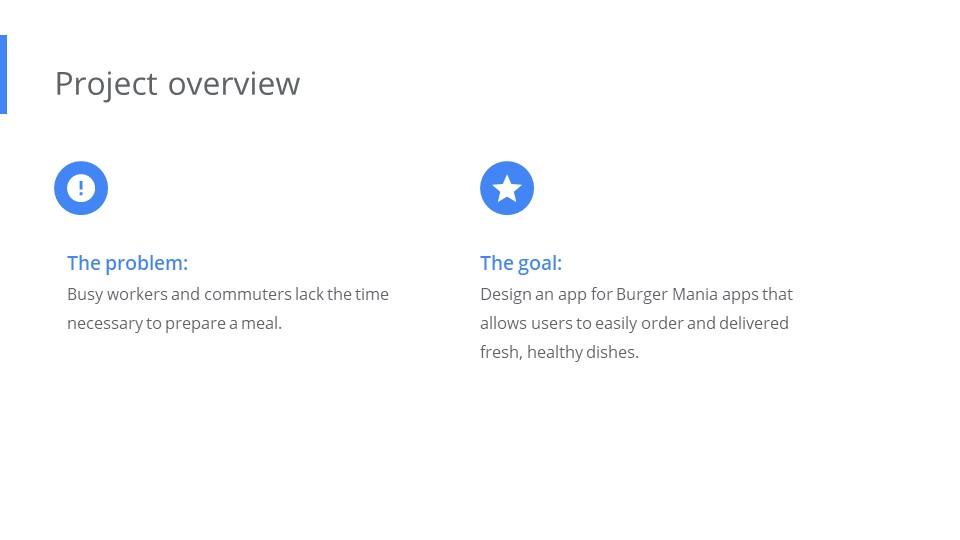 Project overview
The problem:
Busy workers and commuters lack the time
necessary to prepare a meal.
The goal:
Design an app for Burger Mania apps that
allows users to easily order and delivered
fresh, healthy dishes.